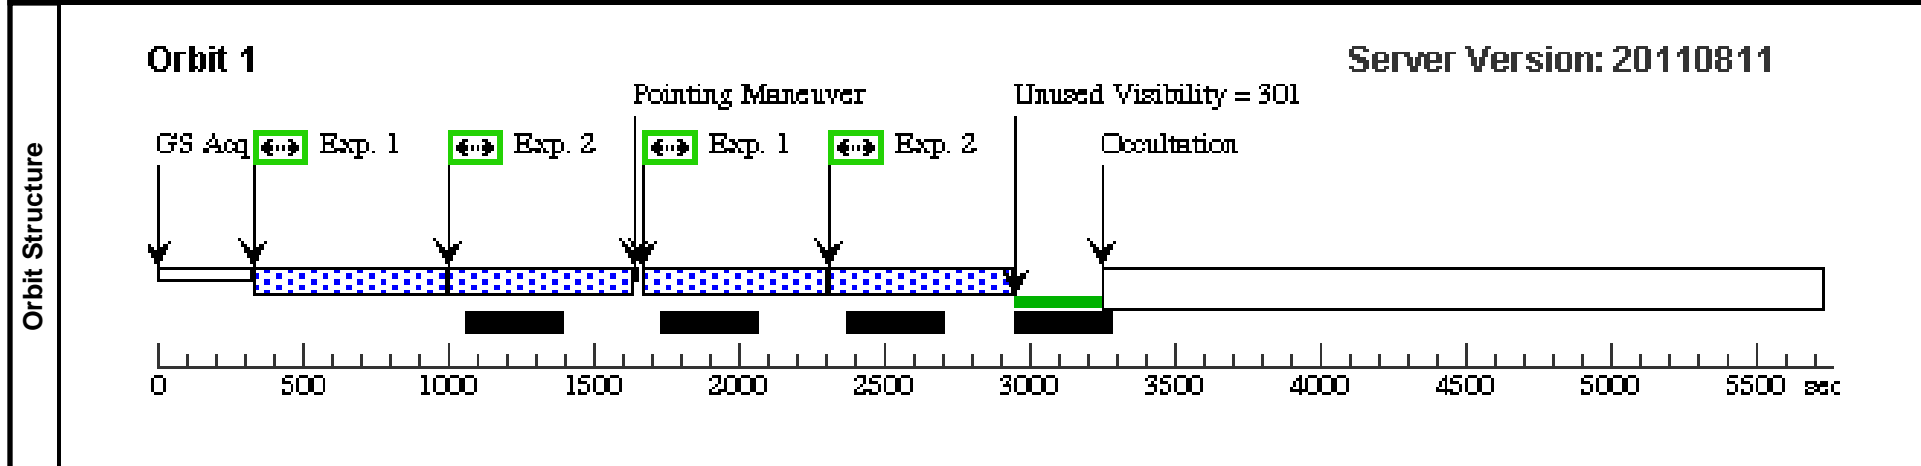 Orbit Structure
Orbit 1
Server Version: 20110811
Pointing Maneuver
Unused Visibility = 301
GS Acq
Exp. 1
Exp. 2
Exp. 1
Exp. 2
Occultation
0 500 1000 1500 2000 2500 3000 3500 4000 4500 5000 5500 sec